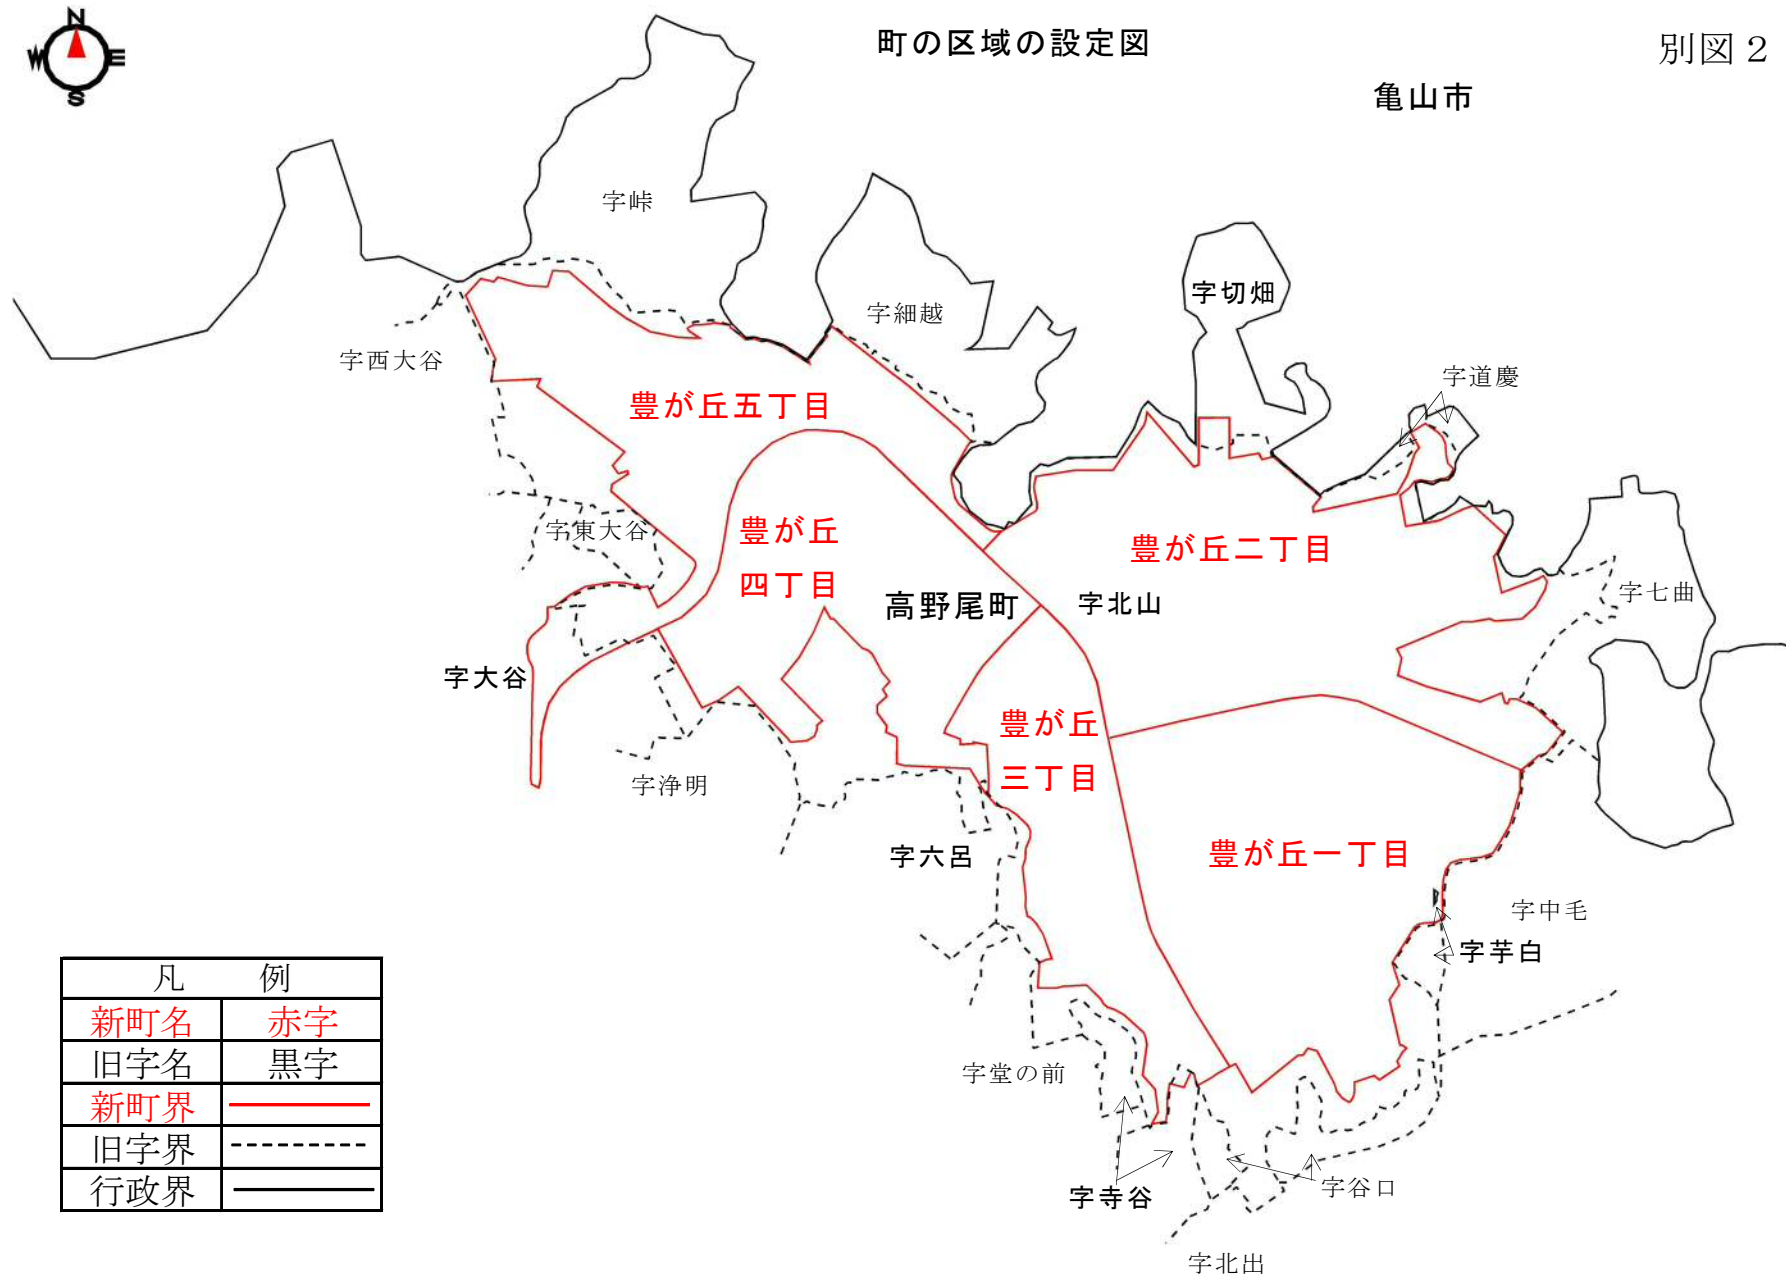 N
W E
S
町の区域の設定図
別図2
亀山市
字峠
字切畑
字細越
字西大谷
字道慶
豊が丘五丁目
字東大谷
豊が丘
四丁目
豊が丘二丁目
高野尾町
字北山
字七曲
字大谷
豊が丘
三丁目
字浄明
字六呂
豊が丘一丁目
字中毛
字芋白
字堂の前
字寺谷
字谷口
字北出
凡 例
新町名 赤字
旧字名 黒字
新町界
旧字界
行政界